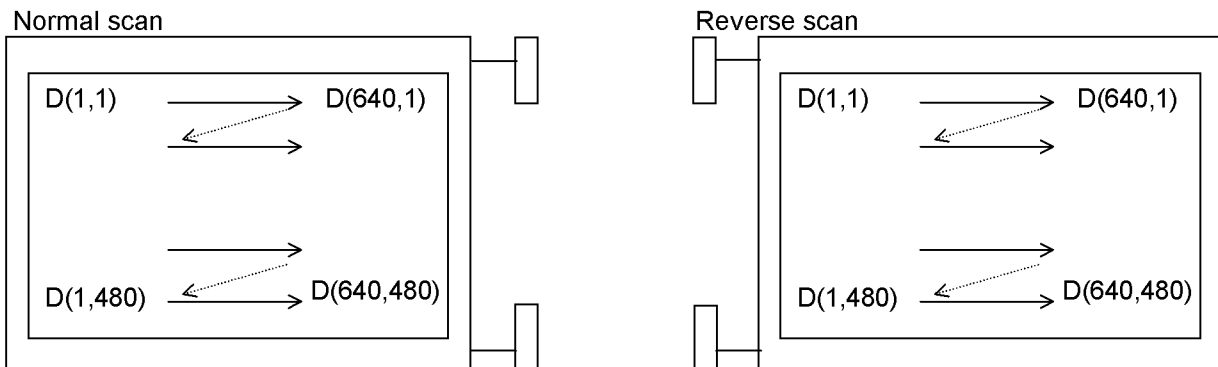 Normal scan
Reverse scan
D(1,1)
D(640,1)
D(1,1)
D(640,1)
D(1,480)
D(640,480)
D(1,480)
D(640,480)